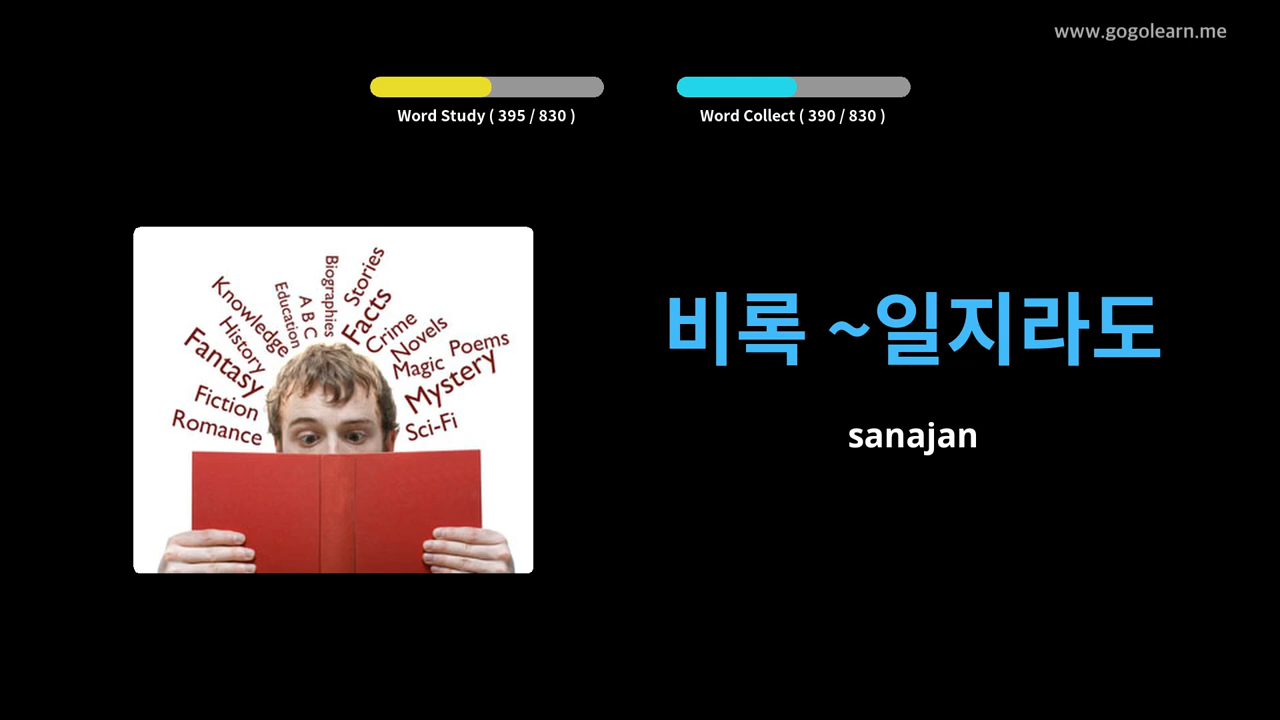 www.gogolearn.me
Word Study ( 395 / 830 )
Word Collect ( 390 / 830 )
Knowledge
History
Education
A B C
Biographies
Stories
Facts
Crime
Novels
Magic
Poems
Mystery
Sci-Fi
Fantasy
Fiction
Romance
비록 ~일지라도
sanajan